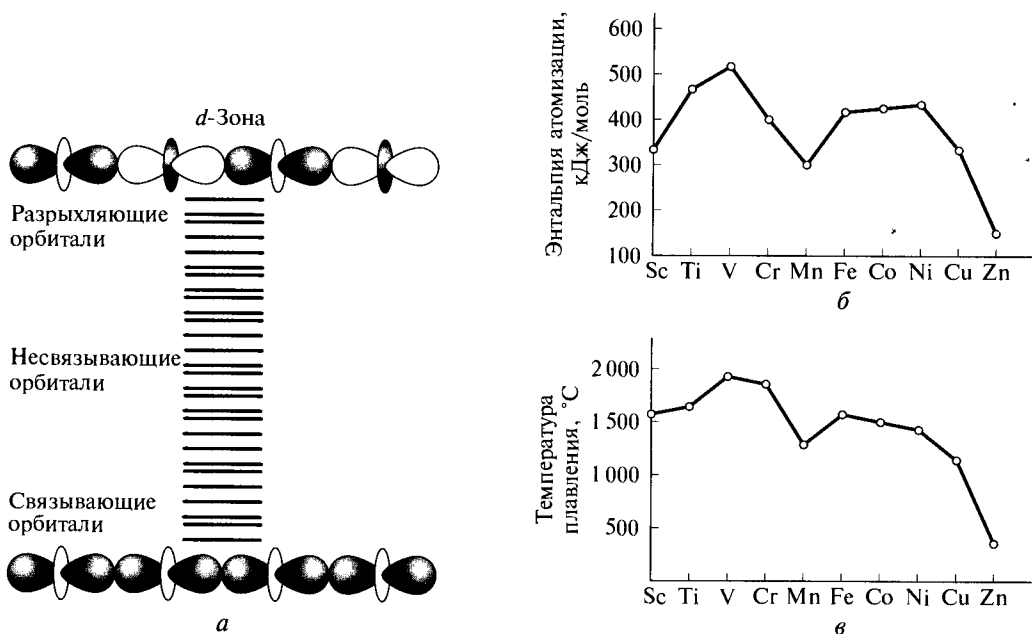 d-Зона
Разрыхляющие
орбитали
Несвязывающие
орбитали
Связывающие
орбитали
а
Энтальпия атомизации,
кДж/моль
600
500
400
300
200
100
Sc Ti V Cr Mn Fe Co Ni Cu Zn
б
Температура
плавления, °С
2 000
1 500
1 000
500
Sc Ti V Cr Mn Fe Co Ni Cu Zn
в